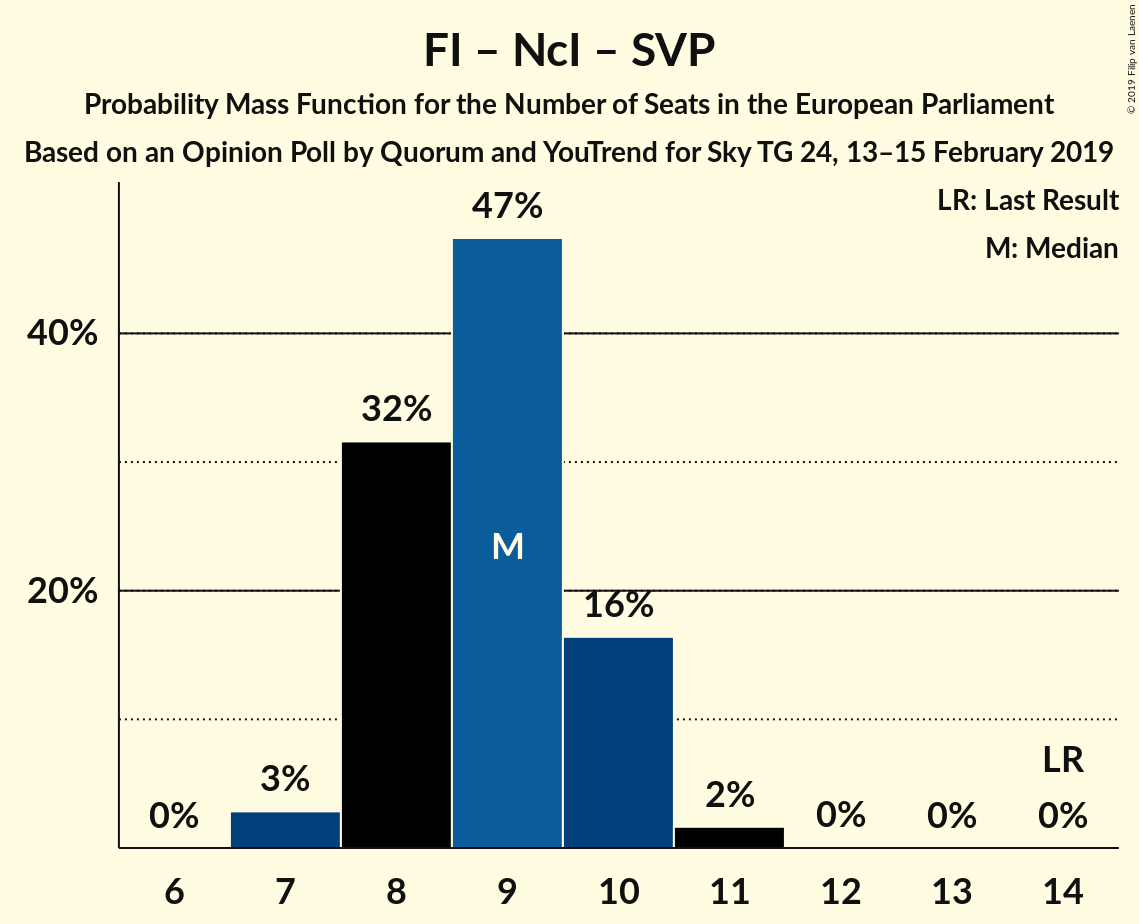 FI – NcI – SVP
Probability Mass Function for the Number of Seats in the European Parliament
Based on an Opinion Poll by Quorum and YouTrend for Sky TG 24, 13–15 February 2019
© 2019 Filip van Laenen
LR: Last Result
M: Median
47%
40%
32%
M
20%
16%
LR
3%
2%
0%
0%
0%
0%
6 7 8 9 10 11 12 13 14